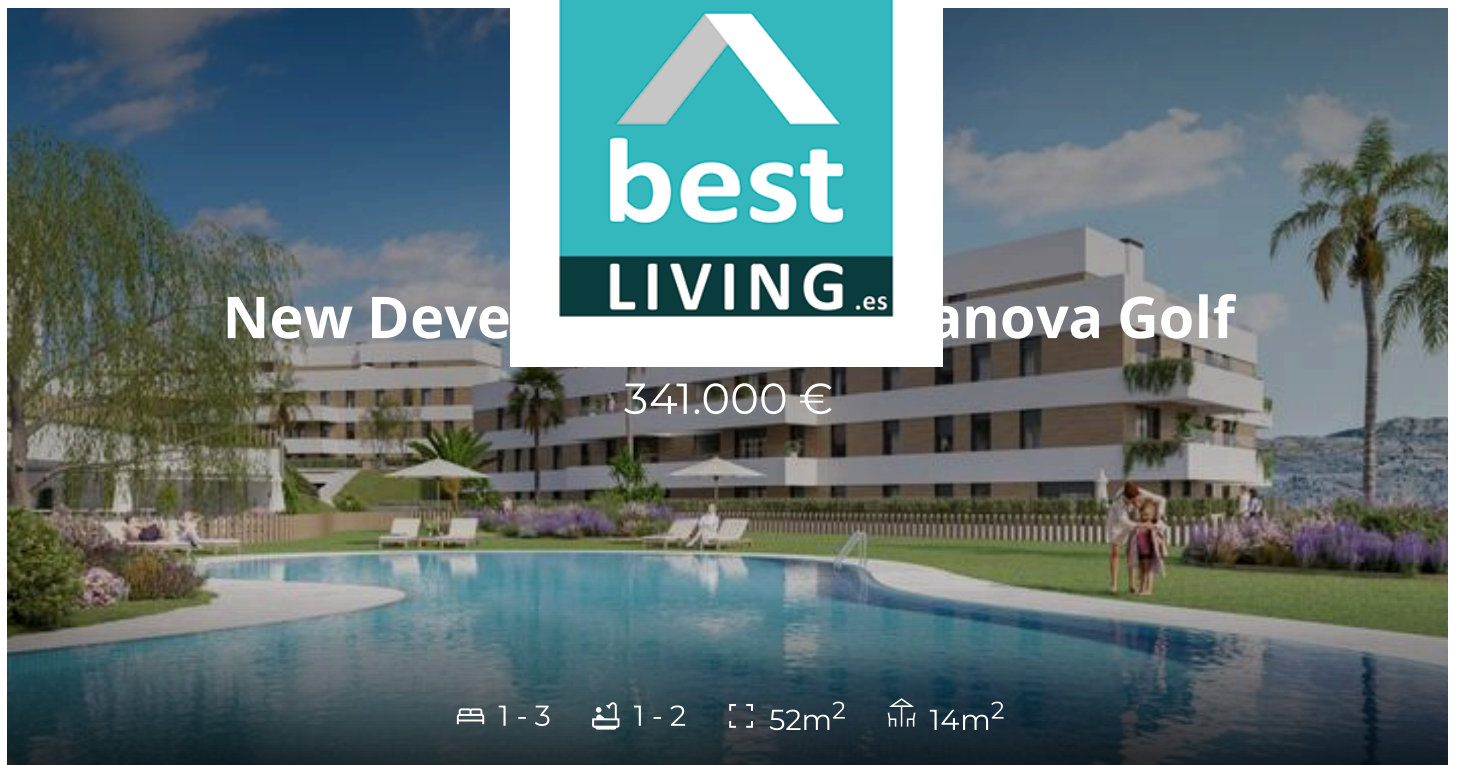 best
LIVING.es
New Deve anova Golf
341.000 €
1 - 3 1 - 2 52m² 14m²